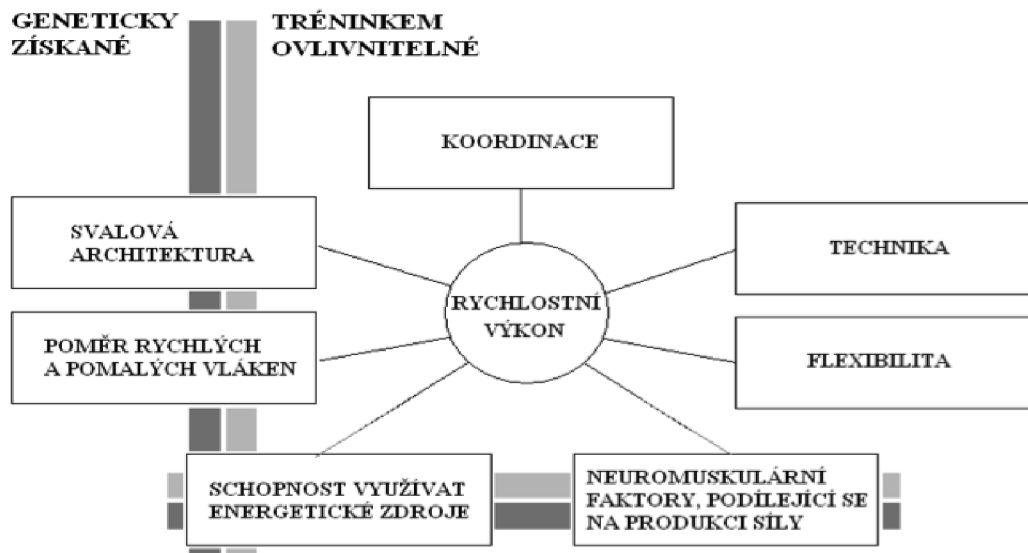 GENETICKY
ZÍSKANÉ
TRÉNINKEM
OVLIVNITELNÉ
KOORDINACE
SVALOVÁ
ARCHITEKTURA
TECHNIKA
RYCHLOSTNÍ
VÝKON
POMĚR RYCHLÝCH
A POMALÝCH VLÁKEN
FLEXIBILITA
SCHOPNOST VYUŽÍVAT
ENERGETICKÉ ZDROJE
NEUROMUSKULÁRNÍ
FAKTORY, PODÍLEJÍCÍ SE
NA PRODUKCI SÍLY